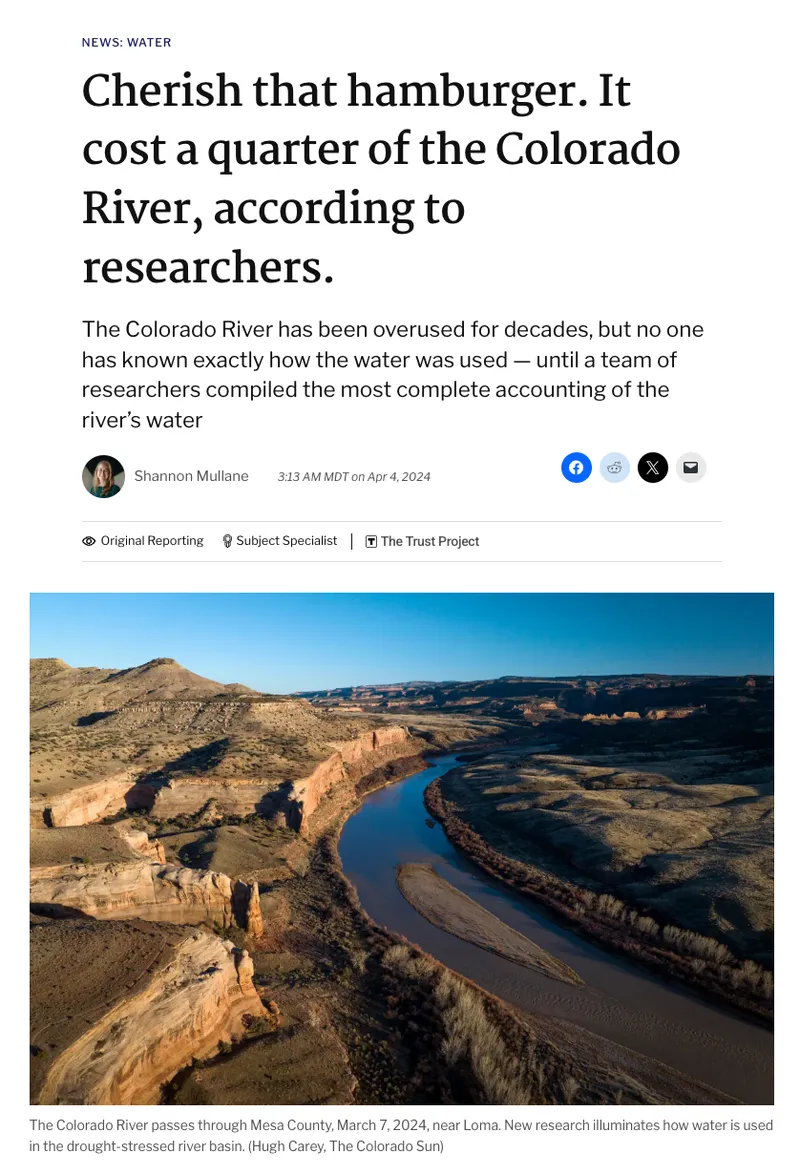 NEWS: WATER
Cherish that hamburger. It
cost a quarter of the Colorado
River, according to
researchers.
The Colorado River has been overused for decades, but no one
has known exactly how the water was used — until a team of
researchers compiled the most complete accounting of the
river’s water
Shannon Mullane 3:13 AM MDT on Apr 4, 2024
Original Reporting Subject Specialist | The Trust Project
The Colorado River passes through Mesa County, March 7, 2024, near Loma. New research illuminates how water is used
in the drought-stressed river basin. (Hugh Carey, The Colorado Sun)